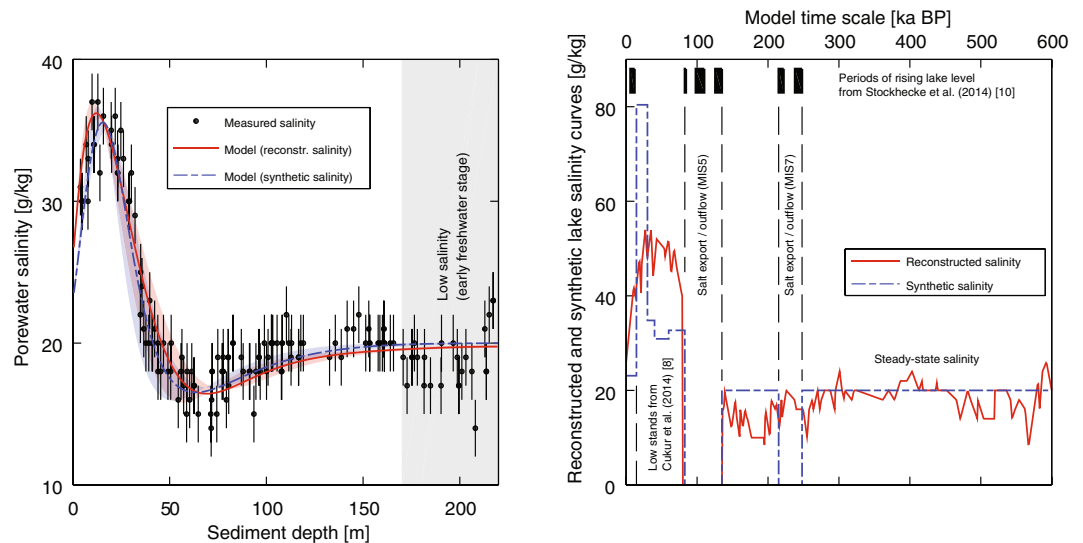 40
30
20
10
0
50
100
150
200
Porewater salinity [g/kg]
Sediment depth [m]
Measured salinity
Model (reconstr. salinity)
Model (synthetic salinity)
Low salinity
(early freshwater stage)
Model time scale [ka BP]
0
100
200
300
400
500
600
Reconstructed and synthetic lake salinity curves [g/kg]
80
60
40
20
0
Periods of rising lake level
from Stockhecke et al. (2014) [10]
Salt export / outflow (MIS5)
Salt export / outflow (MIS7)
Reconstructed salinity
Synthetic salinity
Steady-state salinity
Low stands from
Cukur et al. (2014) [8]